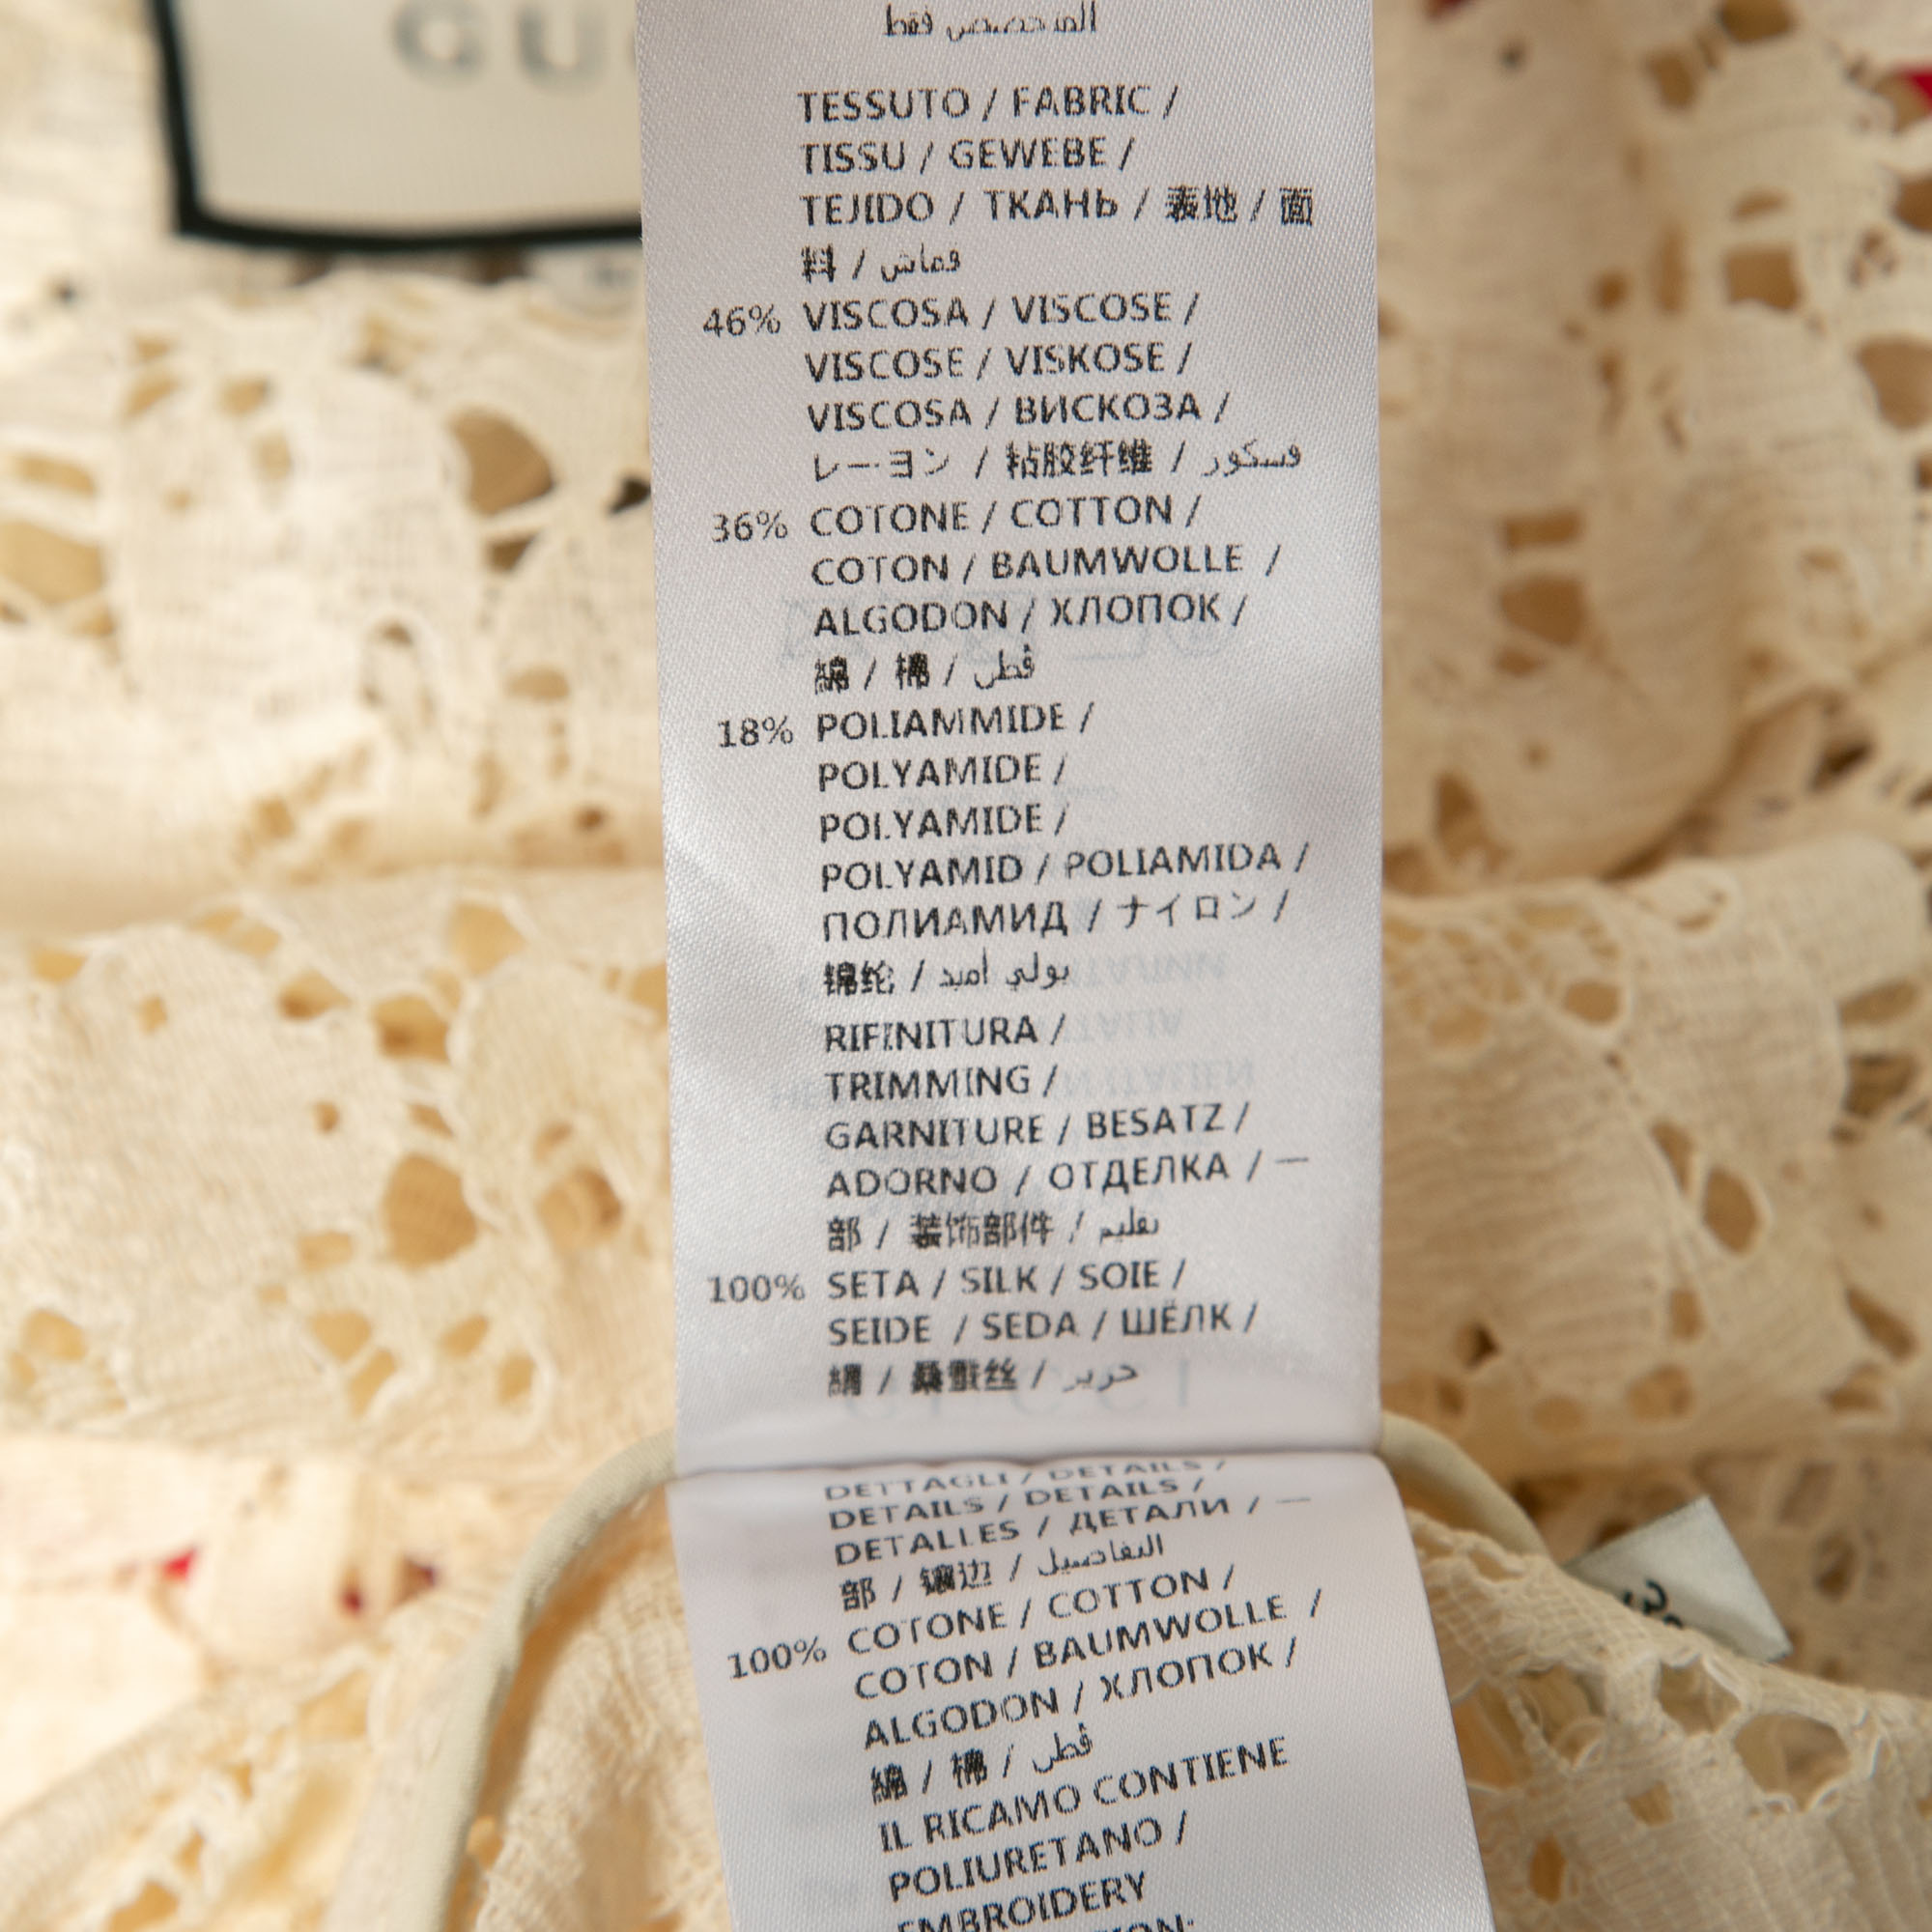 GU
المتخصص فقط
TESSUTO / FABRIC /
TISSU / GEWEBE /
TEJIDO / ТКАНЬ / 表地 / 面
料 / قماش
46% VISCOSA / VISCOSE /
VISCOSE / VISKOSE /
VISCOSA / ВИСКОЗА /
レーヨン / 粘胶纤维 / فسكوز
36% COTONE / COTTON /
COTON / BAUMWOLLE /
ALGODON / ХЛОПОК /
綿 / 棉 / قطن
18% POLIAMMIDE /
POLYAMIDE /
POLYAMIDE /
POLYAMID / POLIAMIDA /
ПОЛИАМИД / ナイロン /
锦纶 / بولي أميد
RIFINITURA /
TRIMMING /
GARNITURE / BESATZ /
ADORNO / ОТДЕЛКА / 一
部 / 装饰部件 / تقليم
100% SETA / SILK / SOIE /
SEIDE / SEDA / ШЁЛК /
絹 / 桑蚕丝 / حرير
DETTAGLI / DETAILS /
DETAILS / DETAILS /
DETALLES / ДЕТАЛИ / 一
部 / 镶边 / التفاصيل
100% COTONE / COTTON /
COTON / BAUMWOLLE /
ALGODON / ХЛОПОК /
綿 / 棉 / قطن
IL RICAMO CONTIENE
POLIURETANO /
EMBROIDERY